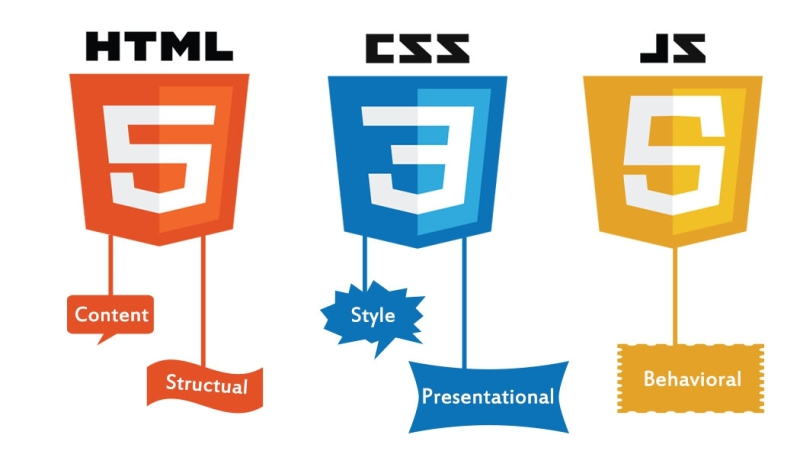 HTML
CSS
JS
5
3
S
Content
Style
Structual
Behavioral
Presentational